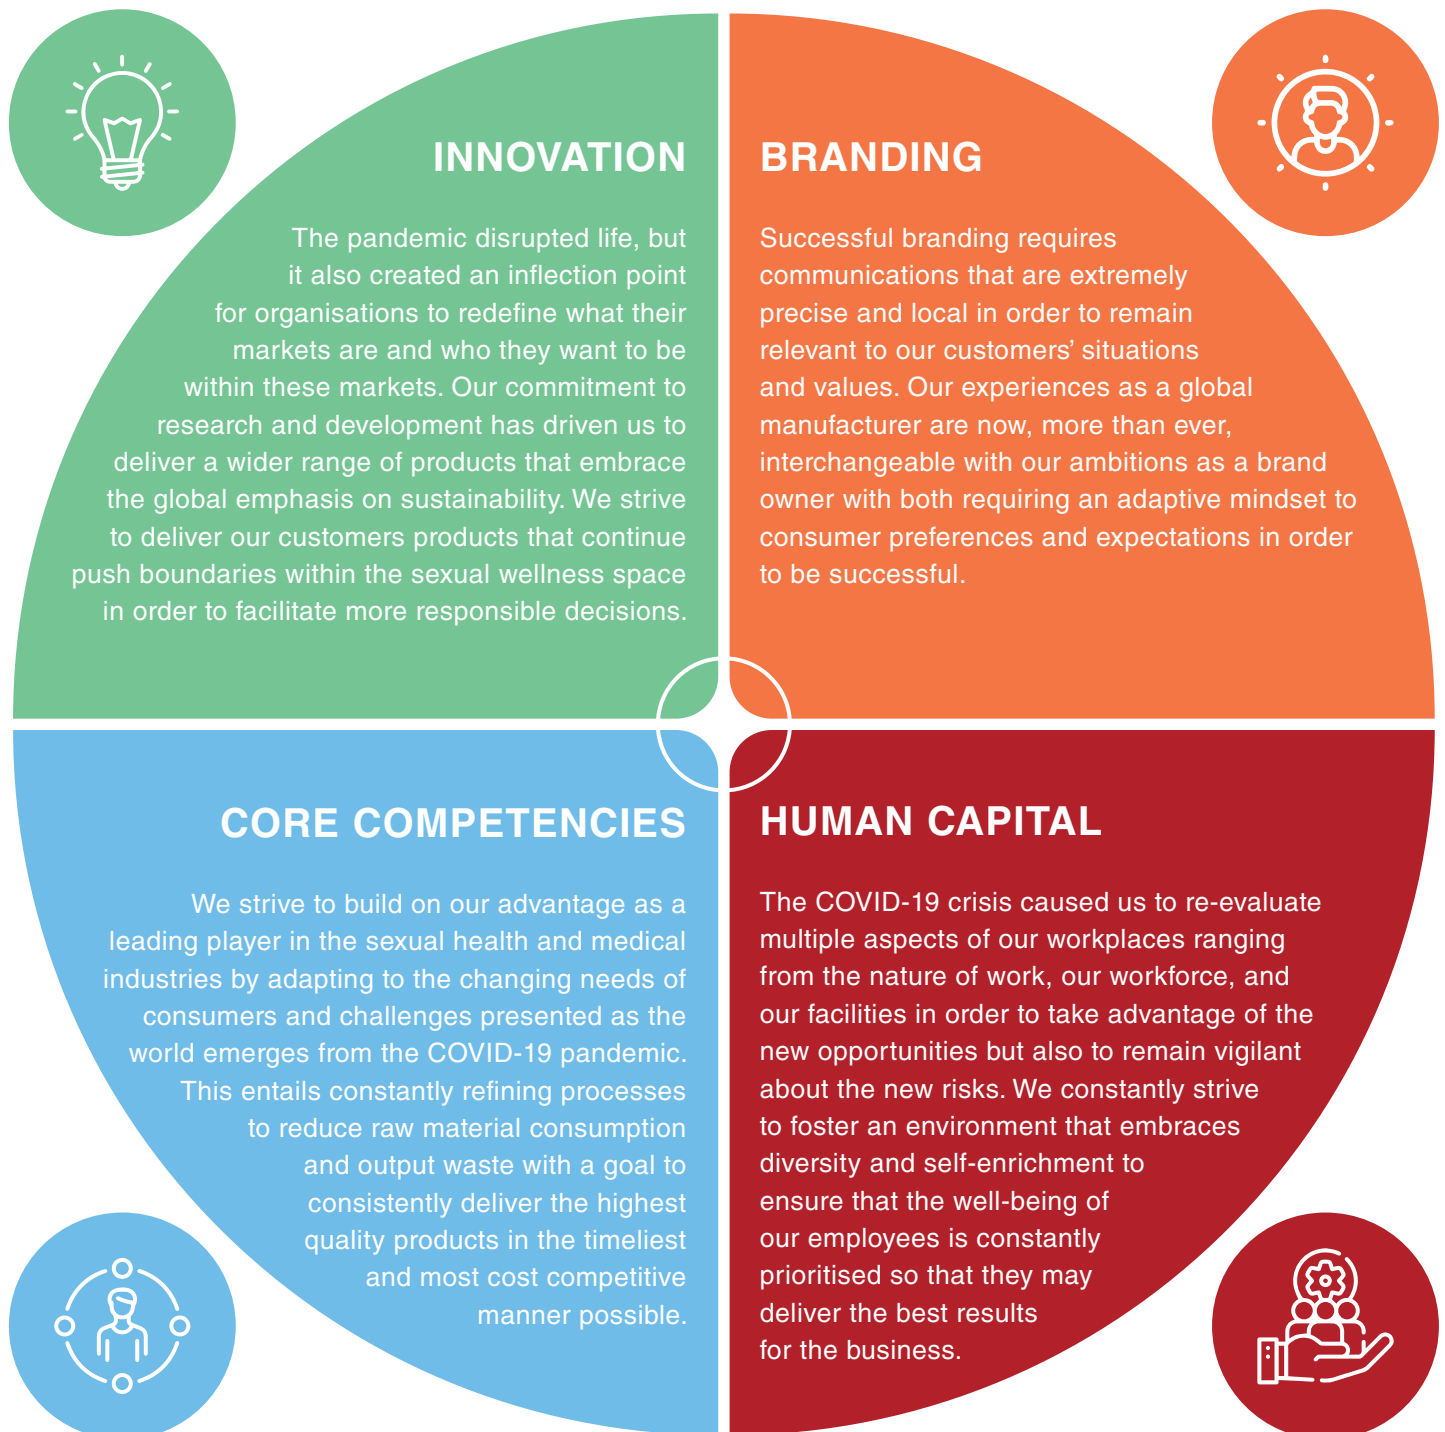 INNOVATION
The pandemic disrupted life, but
it also created an inflection point
for organisations to redefine what their
markets are and who they want to be
within these markets. Our commitment to
research and development has driven us to
deliver a wider range of products that embrace
the global emphasis on sustainability. We strive
to deliver our customers products that continue
push boundaries within the sexual wellness space
in order to facilitate more responsible decisions.
BRANDING
Successful branding requires
communications that are extremely
precise and local in order to remain
relevant to our customers’ situations
and values. Our experiences as a global
manufacturer are now, more than ever,
interchangeable with our ambitions as a brand
owner with both requiring an adaptive mindset to
consumer preferences and expectations in order
to be successful.
CORE COMPETENCIES
We strive to build on our advantage as a
leading player in the sexual health and medical
industries by adapting to the changing needs of
consumers and challenges presented as the
world emerges from the COVID-19 pandemic.
This entails constantly refining processes
to reduce raw material consumption
and output waste with a goal to
consistently deliver the highest
quality products in the timeliest
and most cost competitive
manner possible.
HUMAN CAPITAL
The COVID-19 crisis caused us to re-evaluate
multiple aspects of our workplaces ranging
from the nature of work, our workforce, and
our facilities in order to take advantage of the
new opportunities but also to remain vigilant
about the new risks. We constantly strive
to foster an environment that embraces
diversity and self-enrichment to
ensure that the well-being of
our employees is constantly
prioritised so that they may
deliver the best results
for the business.